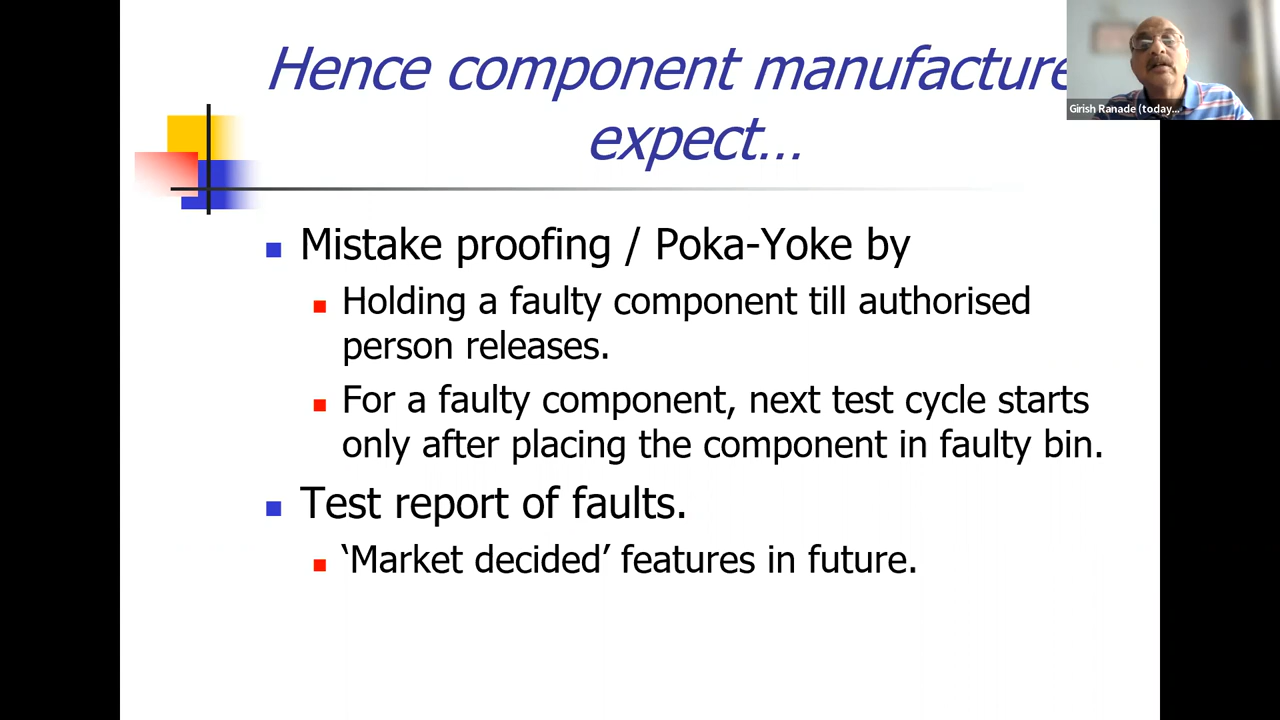 Hence component manufacture
expect...
Girish Ranade (today...
Mistake proofing / Poka-Yoke by
Holding a faulty component till authorised
person releases.
For a faulty component, next test cycle starts
only after placing the component in faulty bin.
Test report of faults.
‘Market decided’ features in future.